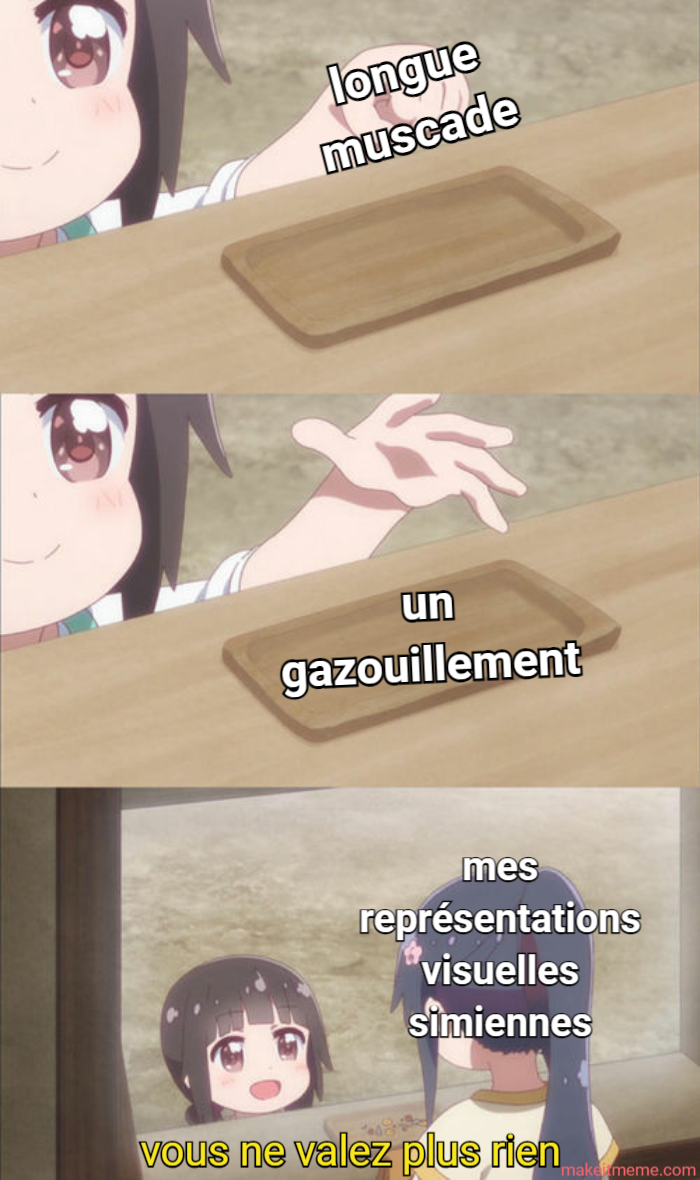 longue
muscade
un
gazouillement
mes
représentations
visuelles
simiennes
vous ne valez plus rien
makeitmeme.com